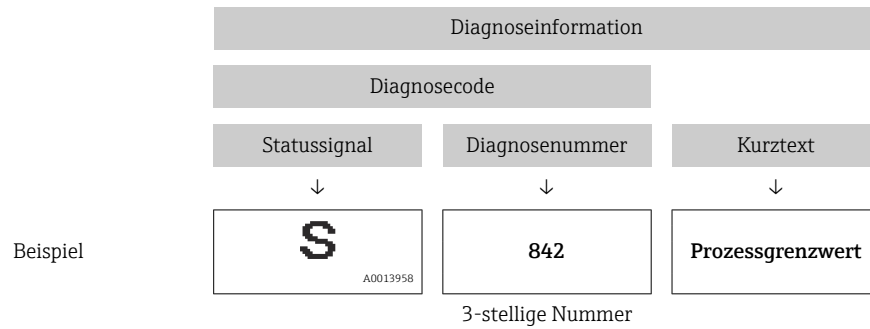 Diagnoseinformation
Diagnosecode
Statussignal Diagnosenummer Kurztext
↓ ↓ ↓
Beispiel S 842 Prozessgrenzwert
A0013958
3-stellige Nummer